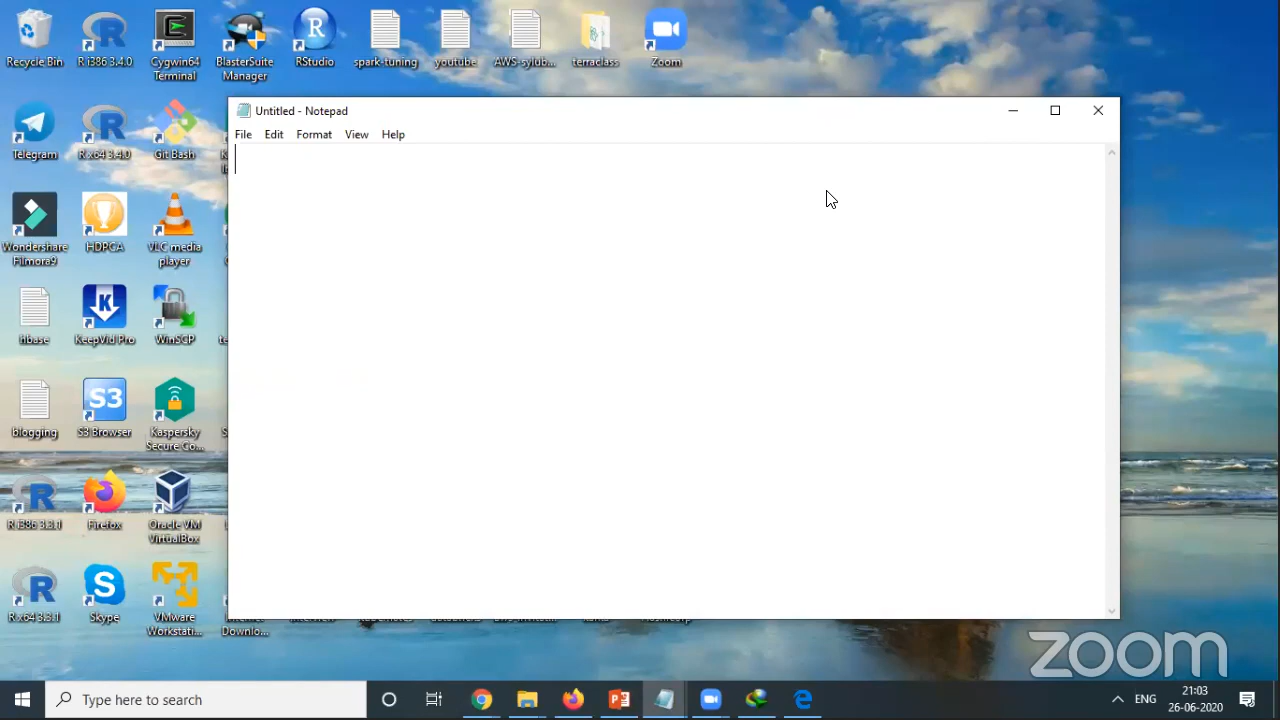 Recycle Bin
R i386 3.4.0
Cygwin64 Terminal
BlasterSuite Manager
RStudio
spark-tuning
youtube
AWS-sylub...
terraclass
Zoom
Untitled - Notepad
File Edit Format View Help
Telegram
R x64 3.4.0
Git Bash
Wondershare Filmora9
HDPCA
VLC media player
hbase
KeepVid Pro
WinSCP
blogging
S3
S3 Browser
Kaspersky Secure Co...
R i386 3.3.1
Firefox
Oracle VM VirtualBox
R x64 3.3.1
Skype
VMware Workstati...
Downlo...
zoom
Type here to search
ENG
21:03
26-06-2020